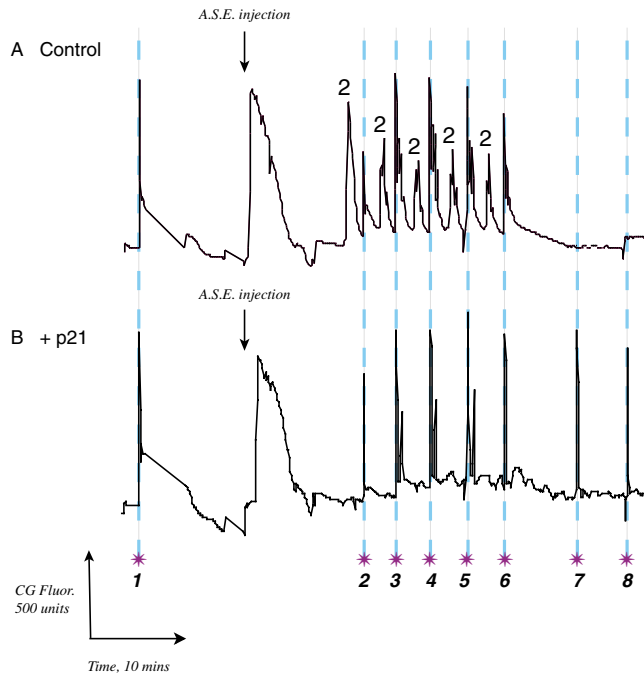 A.S.E. injection
A Control
2
2
2
2
A.S.E. injection
B + p21
1 2 3 4 5 6 7 8
CG Fluor.
500 units
Time, 10 mins